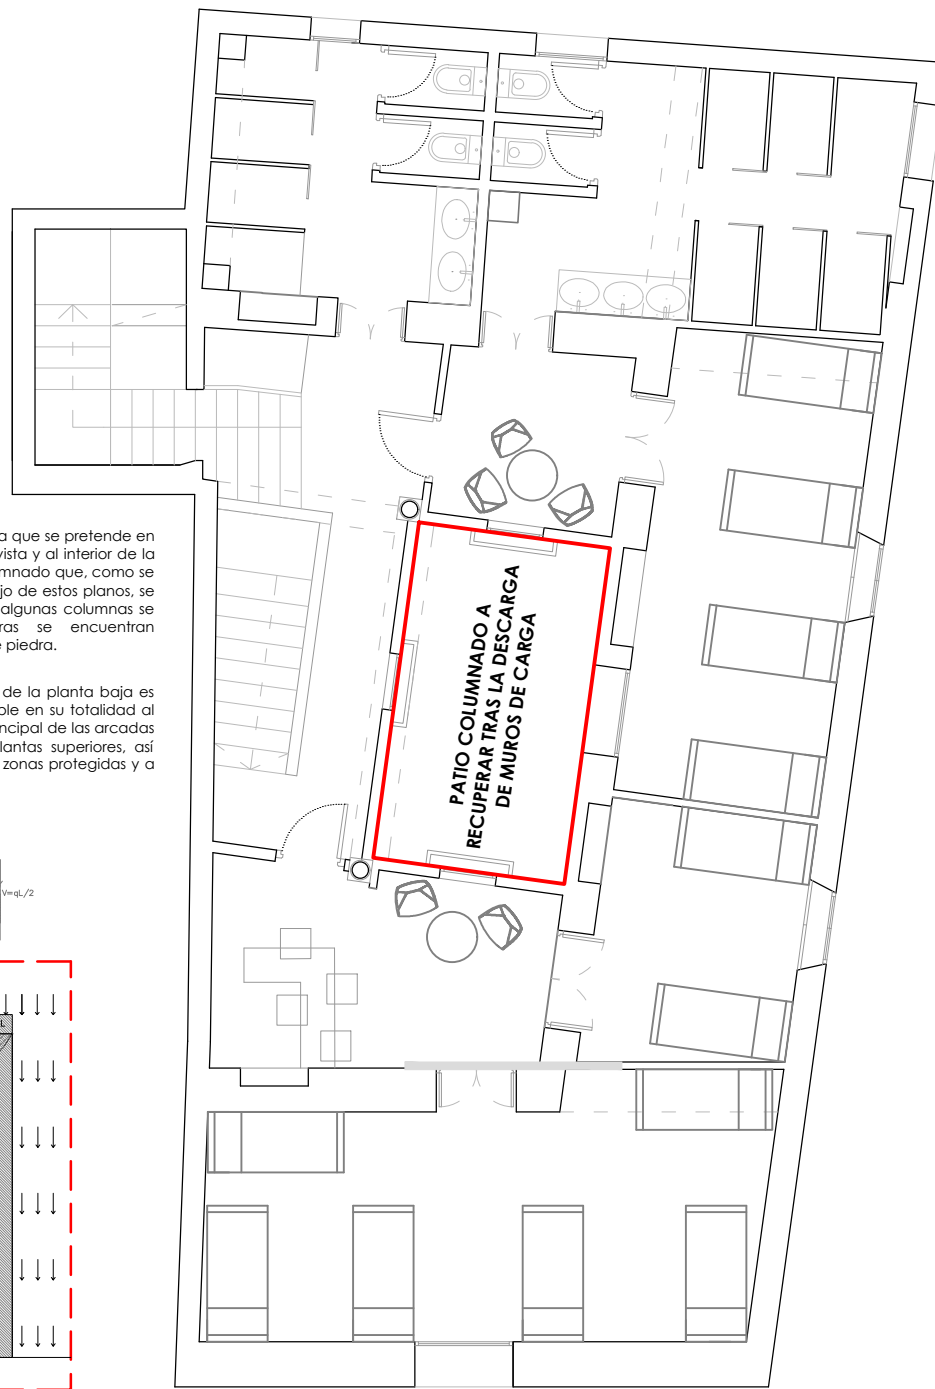 a que se pretende en
vista y al interior de la
mnado que, como se
jo de estos planos, se
algunas columnas se
ras se encuentran
e piedra.
de la planta baja es
ble en su totalidad al
ncipal de las arcadas
lantas superiores, así
zonas protegidas y a
V=qL/2
L
PATIO COLUMNADO A
RECUPERAR TRAS LA DESCARGA
DE MUROS DE CARGA